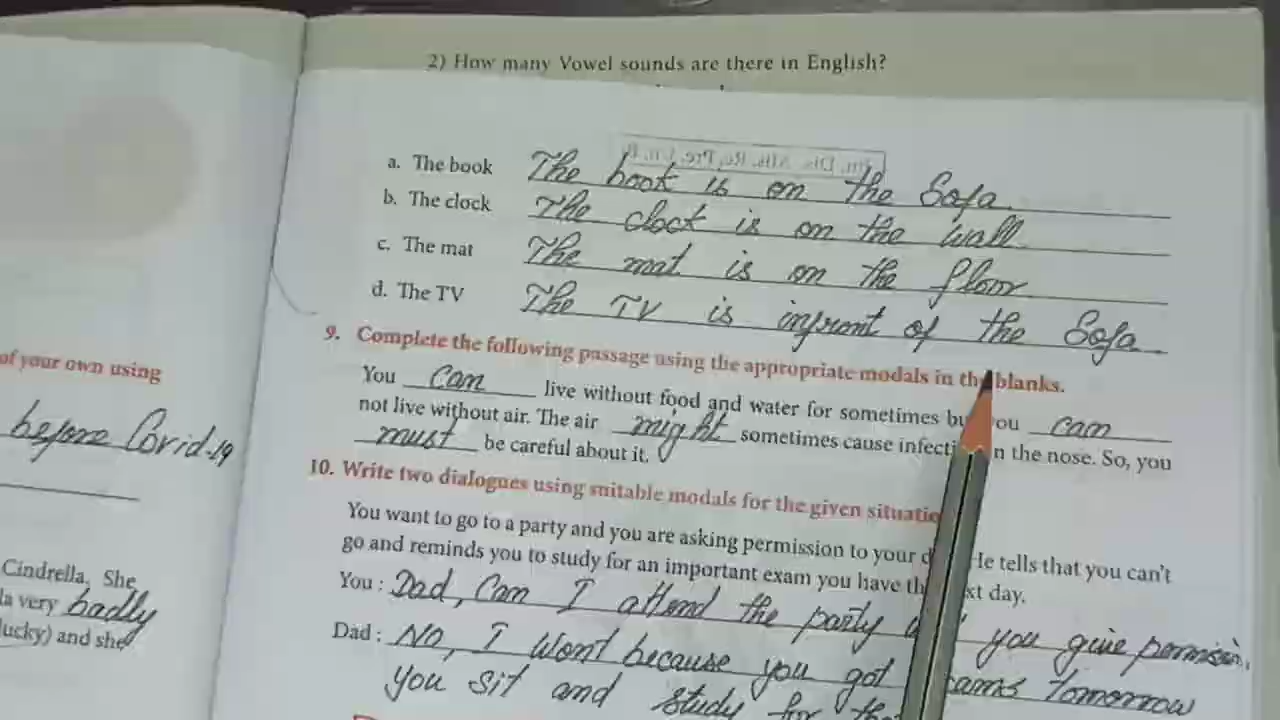 2) How many Vowel sounds are there in English?
a. The book The book is on the Sofa
b. The clock The clock is on the wall
c. The mat The mat is on the floor
d. The TV The TV is infront of the Sofa
of your own using
9. Complete the following passage using the appropriate modals in the blanks.
You can live without food and water for sometimes but you can
not live without air. The air might sometimes cause infection in the nose. So, you
must be careful about it.
before Covid-19
10. Write two dialogues using suitable modals for the given situatio
You want to go to a party and you are asking permission to your d He tells that you can't
go and reminds you to study for an important exam you have th xt day.
Cindrella, She
la very badly
lucky) and she
You : Dad, Can I attend the party you give permission.
Dad : No, I Wont because you got exams tomorrow
you sit and study for the